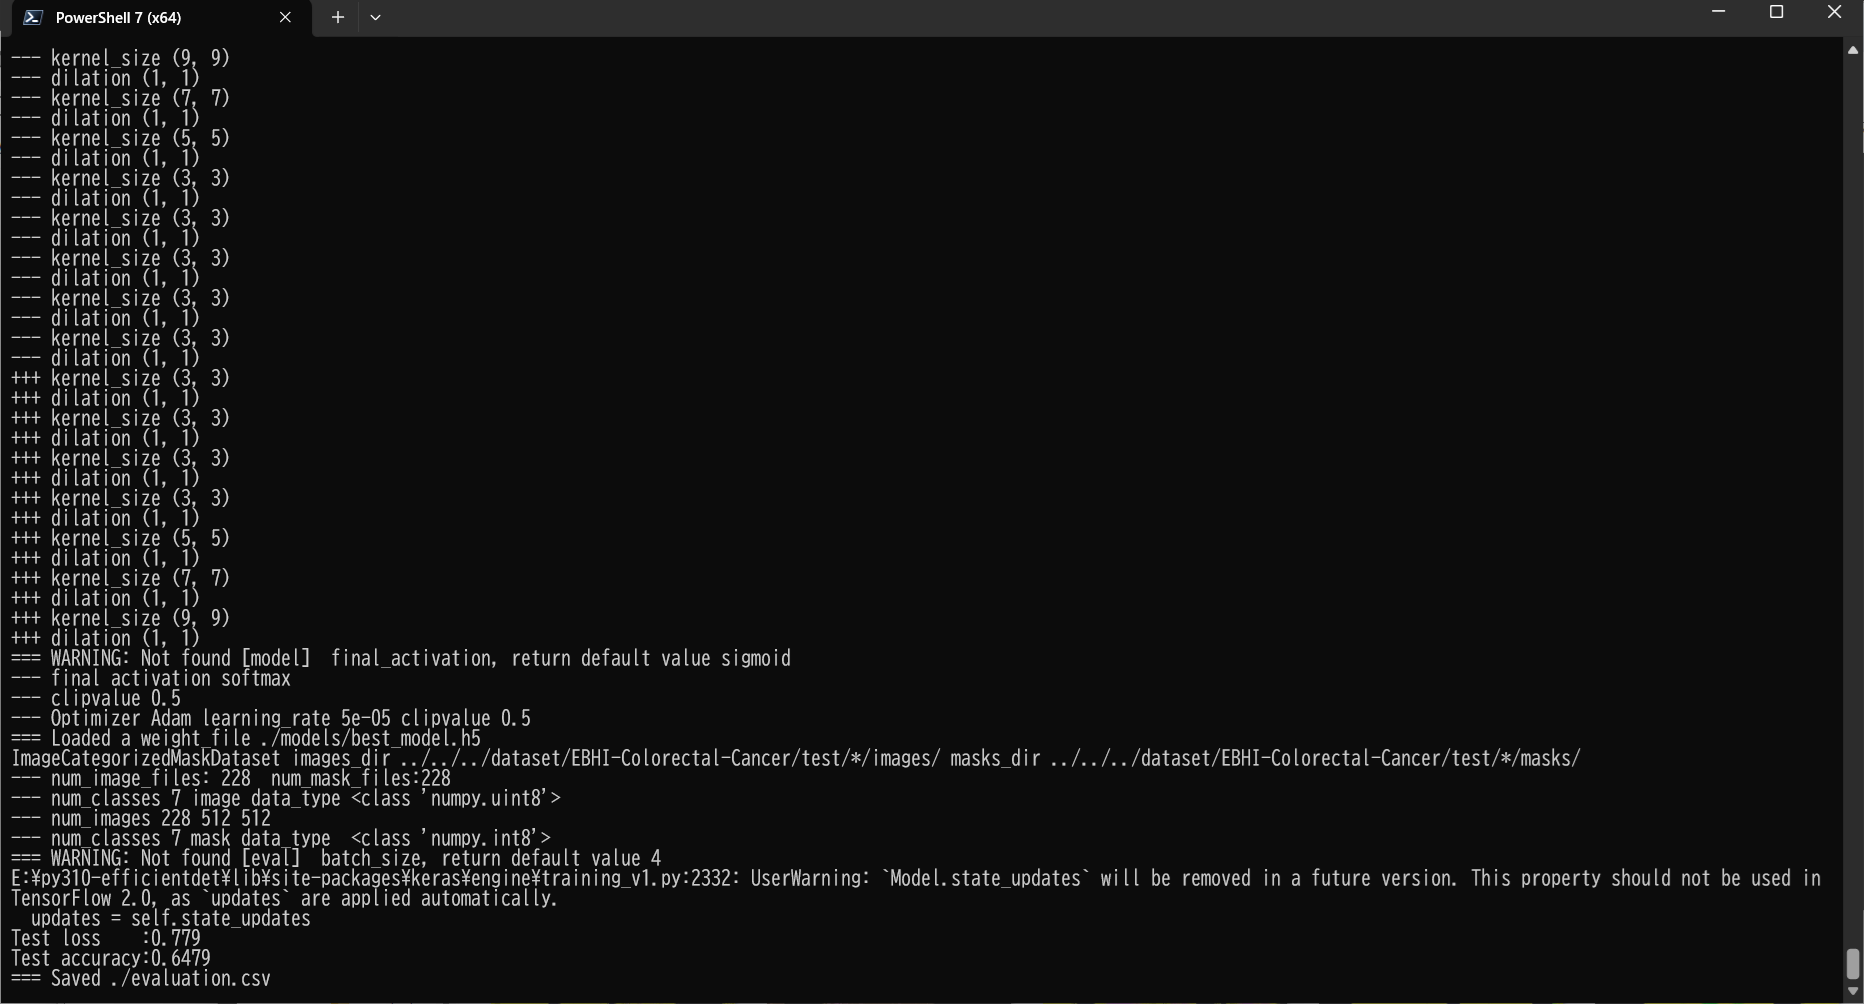 PowerShell 7 (x64)
--- kernel_size (9, 9)
--- dilation (1, 1)
--- kernel_size (7, 7)
--- dilation (1, 1)
--- kernel_size (5, 5)
--- dilation (1, 1)
--- kernel_size (3, 3)
--- dilation (1, 1)
--- kernel_size (3, 3)
--- dilation (1, 1)
--- kernel_size (3, 3)
--- dilation (1, 1)
--- kernel_size (3, 3)
--- dilation (1, 1)
--- kernel_size (3, 3)
--- dilation (1, 1)
+++ kernel_size (3, 3)
+++ dilation (1, 1)
+++ kernel_size (3, 3)
+++ dilation (1, 1)
+++ kernel_size (3, 3)
+++ dilation (1, 1)
+++ kernel_size (3, 3)
+++ dilation (1, 1)
+++ kernel_size (5, 5)
+++ dilation (1, 1)
+++ kernel_size (7, 7)
+++ dilation (1, 1)
+++ kernel_size (9, 9)
+++ dilation (1, 1)
=== WARNING: Not found [model]  final_activation, return default value sigmoid
--- final activation softmax
--- clipvalue 0.5
--- Optimizer Adam learning_rate 5e-05 clipvalue 0.5
=== Loaded a weight_file ./models/best_model.h5
ImageCategorizedMaskDataset images_dir ../../../dataset/EBHI-Colorectal-Cancer/test/*/images/ masks_dir ../../../dataset/EBHI-Colorectal-Cancer/test/*/masks/
--- num_image_files: 228  num_mask_files:228
--- num_classes 7 image data_type <class 'numpy.uint8'>
--- num_images 228 512 512
--- num_classes 7 mask data_type  <class 'numpy.int8'>
=== WARNING: Not found [eval]  batch_size, return default value 4
E:¥py310-efficientdet¥lib¥site-packages¥keras¥engine¥training_v1.py:2332: UserWarning: `Model.state_updates` will be removed in a future version. This property should not be used in
TensorFlow 2.0, as `updates` are applied automatically.
  updates = self.state_updates
Test loss    :0.779
Test accuracy:0.6479
=== Saved ./evaluation.csv